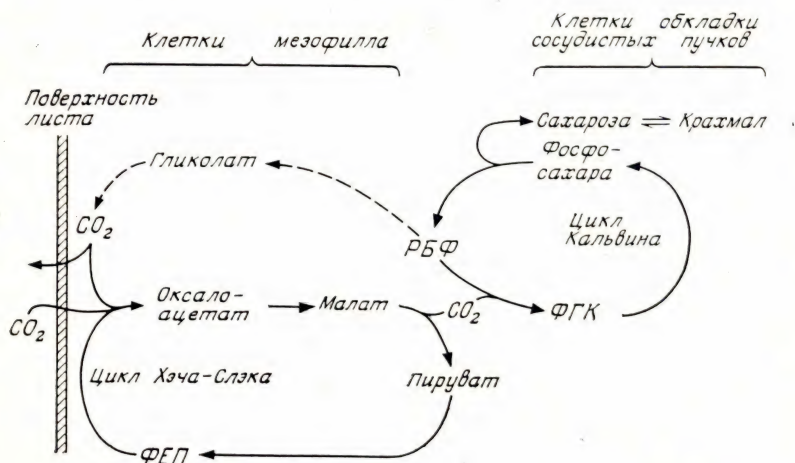 Клетки мезофилла
Клетки обкладки
сосудистых пучков
Поверхность
листа
Сахароза ⇌ Крахмал
Фосфо-
сахара
Гликолат
CO₂
РБФ
Цикл
Кальвина
Оксало-
ацетат
Малат
CO₂
ФГК
CO₂
Цикл Хэча-Слэка
Пируват
ФЕП